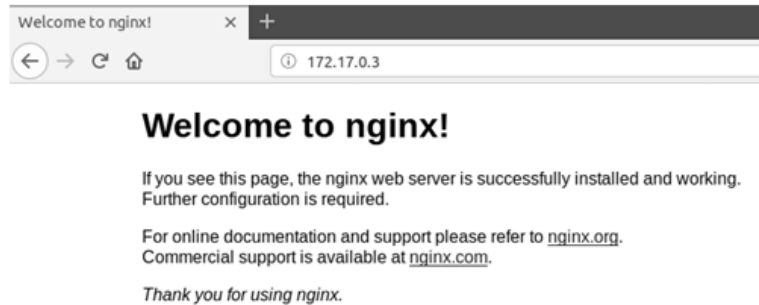 Welcome to nginx!
172.17.0.3
Welcome to nginx!
If you see this page, the nginx web server is successfully installed and working.
Further configuration is required.
For online documentation and support please refer to nginx.org.
Commercial support is available at nginx.com.
Thank you for using nginx.